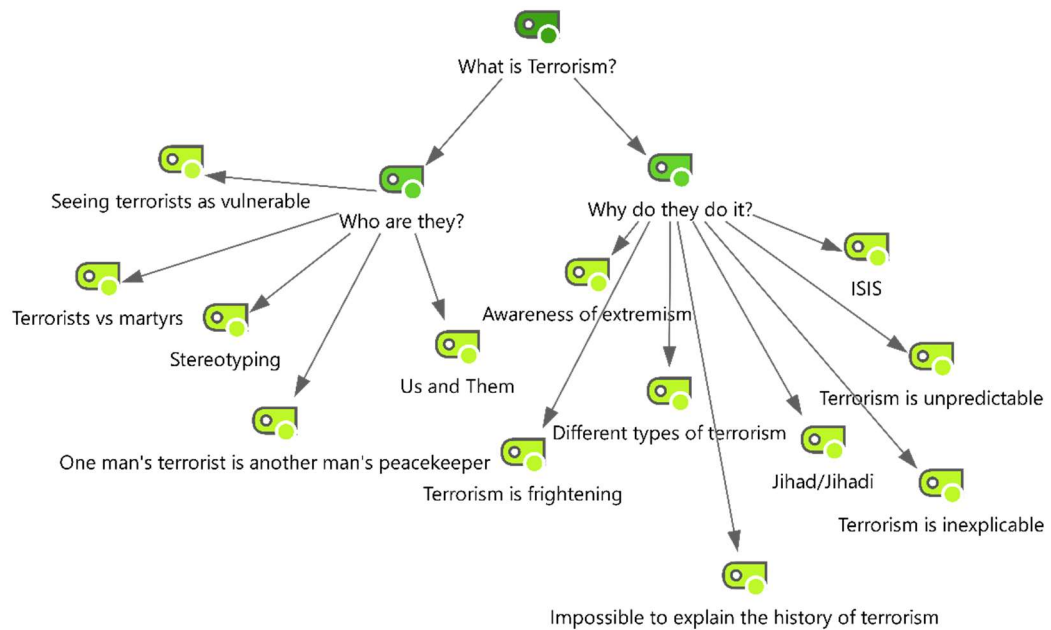 What is Terrorism?
Seeing terrorists as vulnerable
Who are they?
Why do they do it?
Terrorists vs martyrs
Stereotyping
Us and Them
One man's terrorist is another man's peacekeeper
Awareness of extremism
ISIS
Terrorism is unpredictable
Different types of terrorism
Jihad/Jihadi
Terrorism is frightening
Terrorism is inexplicable
Impossible to explain the history of terrorism